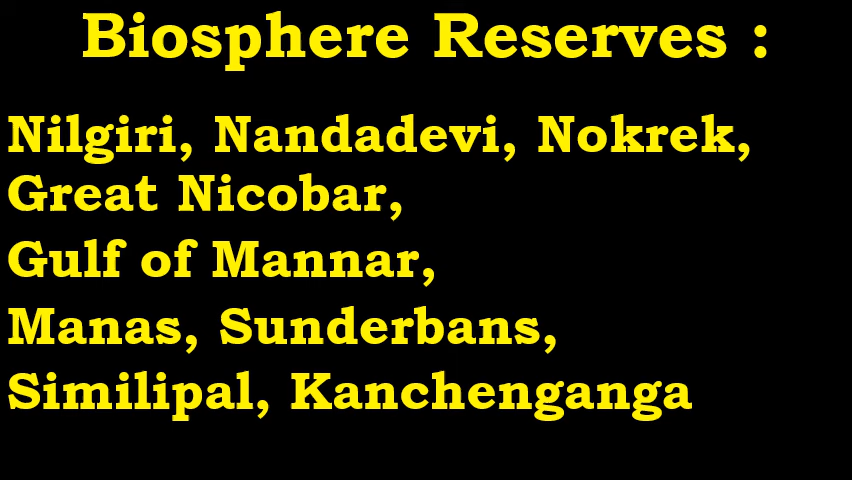 Biosphere Reserves :
Nilgiri, Nandadevi, Nokrek,
Great Nicobar,
Gulf of Mannar,
Manas, Sunderbans,
Similipal, Kanchenganga